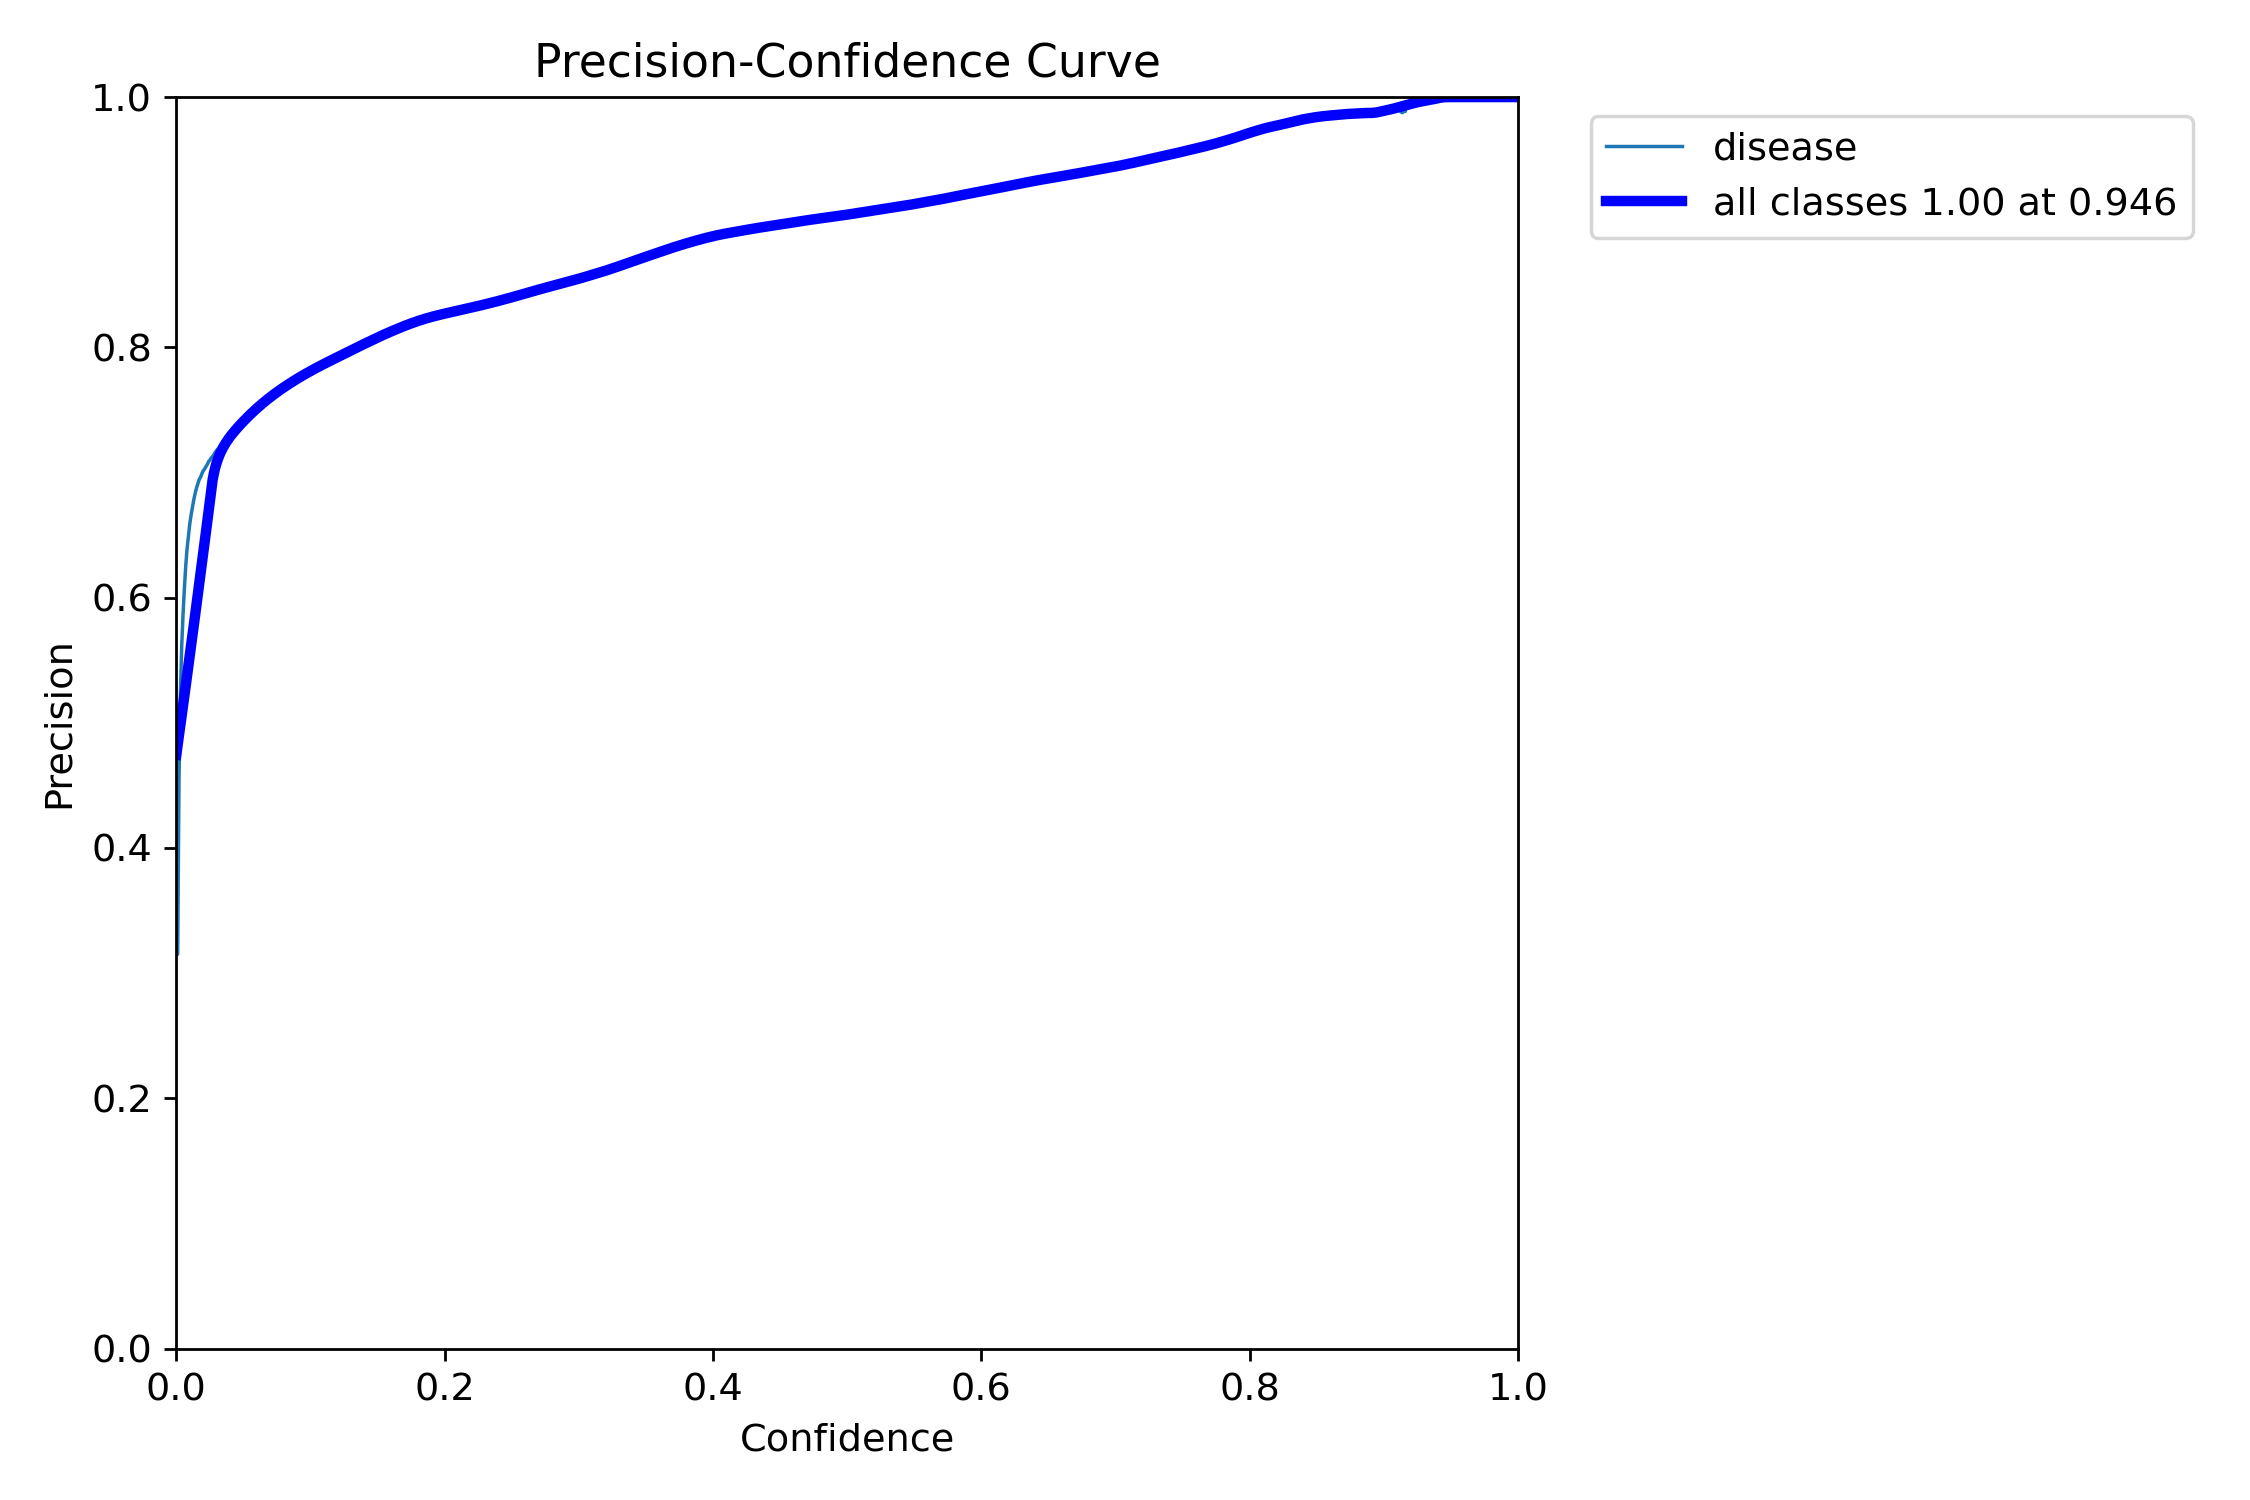 Precision-Confidence Curve
disease
all classes 1.00 at 0.946
1.0
0.8
0.6
0.4
0.2
0.0
Precision
0.0 0.2 0.4 0.6 0.8 1.0
Confidence